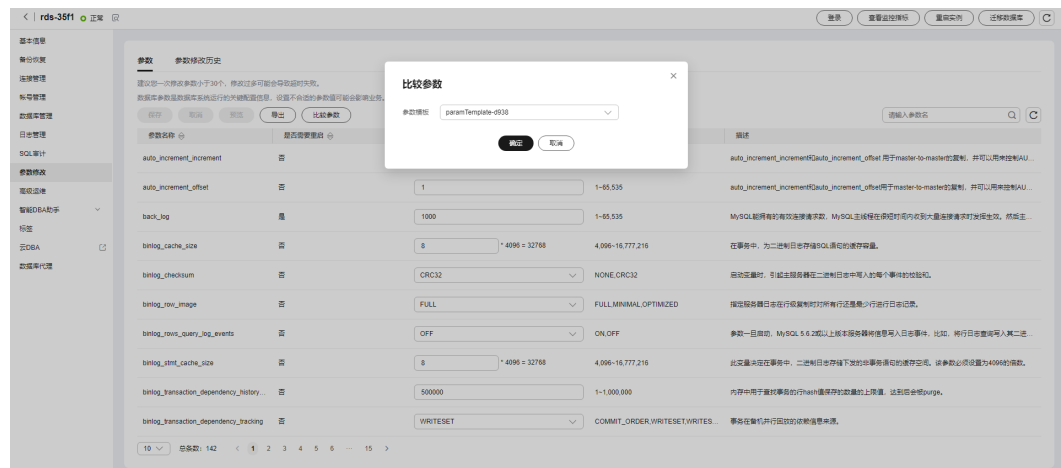 rds-35f1 正常
登录 查看监控指标 重启实例 迁移数据库
基本信息
备份恢复
连接管理
帐号管理
数据库管理
日志管理
SQL审计
参数修改
智能DBA助手
标签
云DBA
数据库代理
参数 参数修改历史
建议您一次修改参数小于30个，修改过多可能会导致超时失败。
数据库参数是数据库系统运行的关键配置信息，设置不合适的参数值可能会影响业务。
保存 取消 预览 导出 比较参数
请输入参数名
比较参数
参数模板 paramTemplate-d938
确定 取消
参数名称 是否需要重启 描述
auto_increment_increment 否 auto_increment_increment和auto_increment_offset 用于master-to-master的复制，并可以用来控制AU...
auto_increment_offset 否 1 1~65,535 auto_increment_increment和auto_increment_offset用于master-to-master的复制，并可以用来控制AU...
back_log 是 1000 1~65,535 MySQL能拥有的有效连接请求数，MySQL主线程在很短时间内收到大量连接请求时发挥生效。然后主...
binlog_cache_size 否 8 * 4096 = 32768 4,096~16,777,216 在事务中，为二进制日志存储SQL语句的缓存容量。
binlog_checksum 否 CRC32 NONE,CRC32 启动变量时，引起主服务器在二进制日志中写入的每个事件的校验和。
binlog_row_image 否 FULL FULL,MINIMAL,OPTIMIZED 指定服务器日志在行级复制时对所有行还是最少行进行日志记录。
binlog_rows_query_log_events 否 OFF ON,OFF 参数一旦启动，MySQL 5.6.2或以上版本服务器将信息写入日志事件，比如，将行日志查询写入其二进...
binlog_stmt_cache_size 否 8 * 4096 = 32768 4,096~16,777,216 此变量决定在事务中，二进制日志存储下发的非事务语句的缓存空间。该参数必须设置为4096的倍数。
binlog_transaction_dependency_history... 否 500000 1~1,000,000 内存中用于查找事务的行hash值保存的数量的上限值，达到后会被purge。
binlog_transaction_dependency_tracking 否 WRITESET COMMIT_ORDER,WRITESET,WRITES... 事务在备机并行回放的依赖信息来源。
10 总条数：142 < 1 2 3 4 5 6 ... 15 >